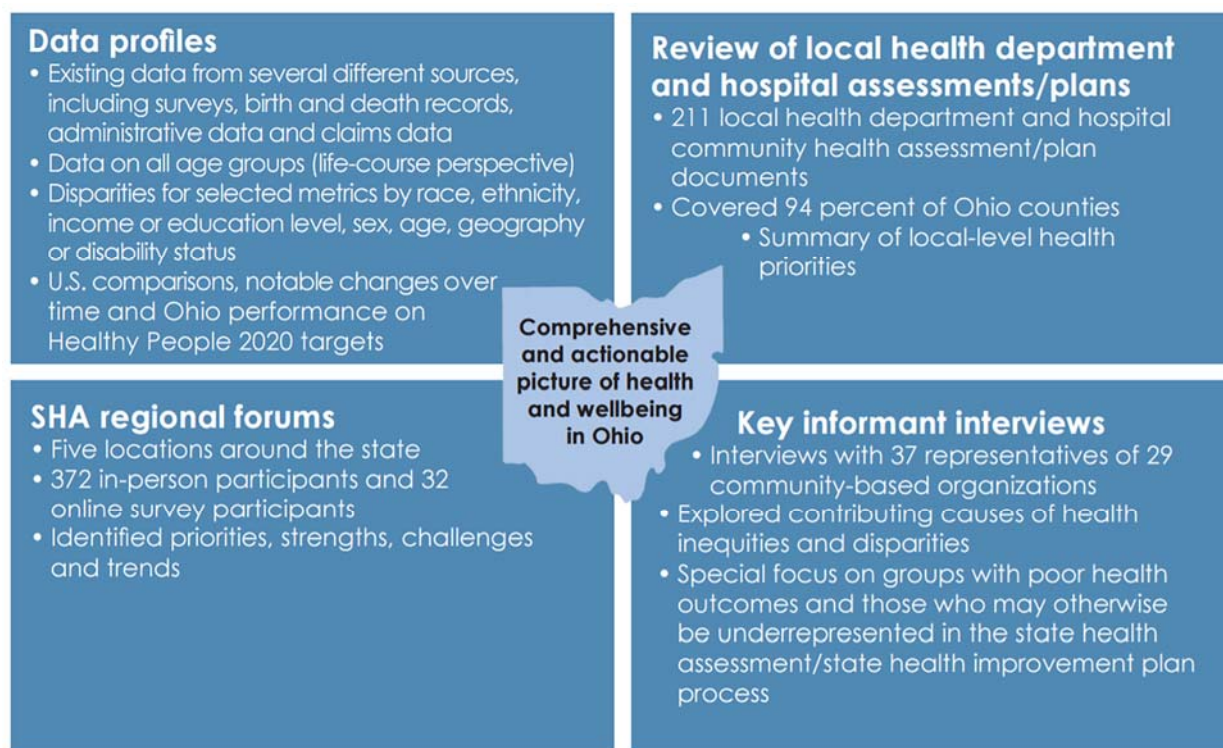 Data profiles
• Existing data from several different sources,
including surveys, birth and death records,
administrative data and claims data
• Data on all age groups (life-course perspective)
• Disparities for selected metrics by race, ethnicity,
income or education level, sex, age, geography
or disability status
• U.S. comparisons, notable changes over
time and Ohio performance on
Healthy People 2020 targets
Review of local health department
and hospital assessments/plans
• 211 local health department and hospital
community health assessment/plan
documents
• Covered 94 percent of Ohio counties
• Summary of local-level health
priorities
Comprehensive
and actionable
picture of health
and wellbeing
in Ohio
SHA regional forums
• Five locations around the state
• 372 in-person participants and 32
online survey participants
• Identified priorities, strengths, challenges
and trends
Key informant interviews
• Interviews with 37 representatives of 29
community-based organizations
• Explored contributing causes of health
inequities and disparities
• Special focus on groups with poor health
outcomes and those who may otherwise
be underrepresented in the state health
assessment/state health improvement plan
process